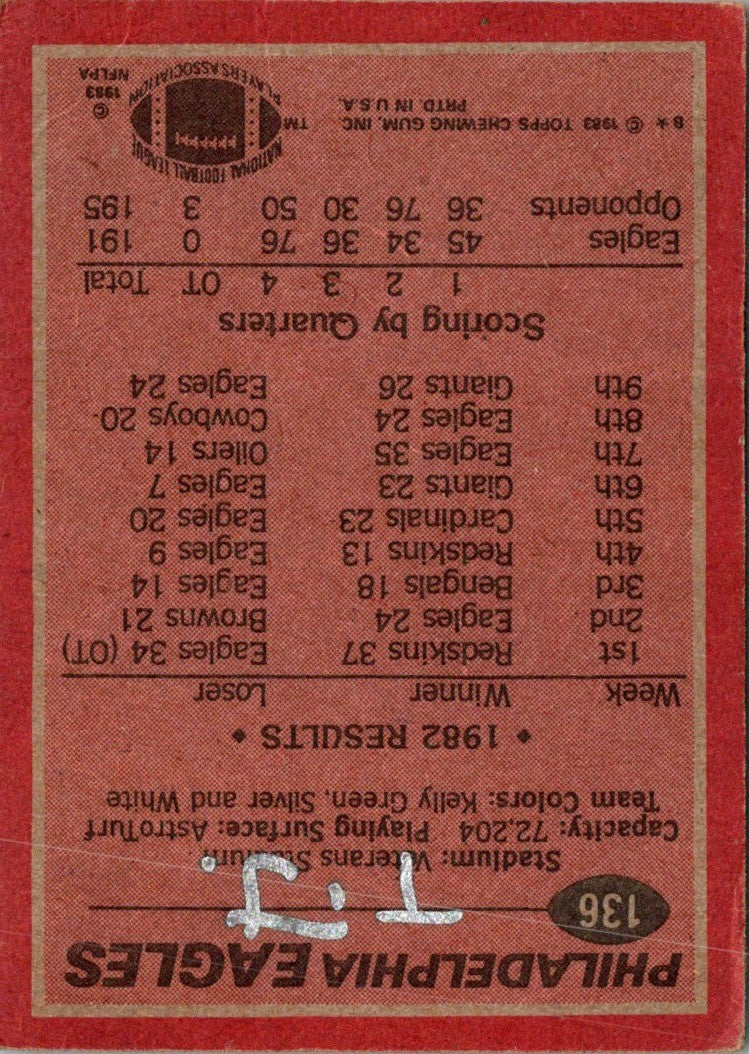 PHILADELPHIA EAGLES
136
T.J.
Stadium: Veterans Stadium
Capacity: 72,204 Playing Surface: AstroTurf
Team Colors: Kelly Green, Silver and White
• 1982 RESULTS •
Week Winner Loser
1st Redskins 37 Eagles 34 (OT)
2nd Eagles 24 Browns 21
3rd Bengals 18 Eagles 14
4th Redskins 13 Eagles 9
5th Cardinals 23 Eagles 20
6th Giants 23 Eagles 7
7th Eagles 35 Oilers 14
8th Eagles 24 Cowboys 20
9th Giants 26 Eagles 24
Scoring by Quarters
1 2 3 4 OT Total
Eagles 45 34 36 76 0 191
Opponents 36 76 30 50 3 195
B★ © 1983 TOPPS CHEWING GUM, INC.
PRTD. IN U.S.A.
NATIONAL FOOTBALL LEAGUE
PLAYERS ASSOCIATION
TM
© 1983
NFLPA